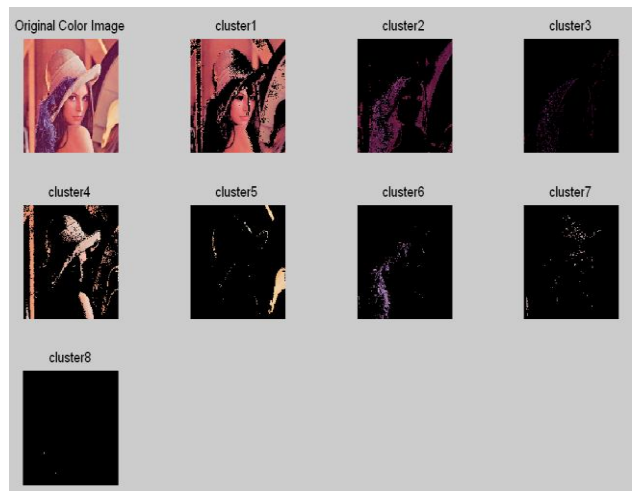 Original Color Image
cluster1
cluster2
cluster3
cluster4
cluster5
cluster6
cluster7
cluster8